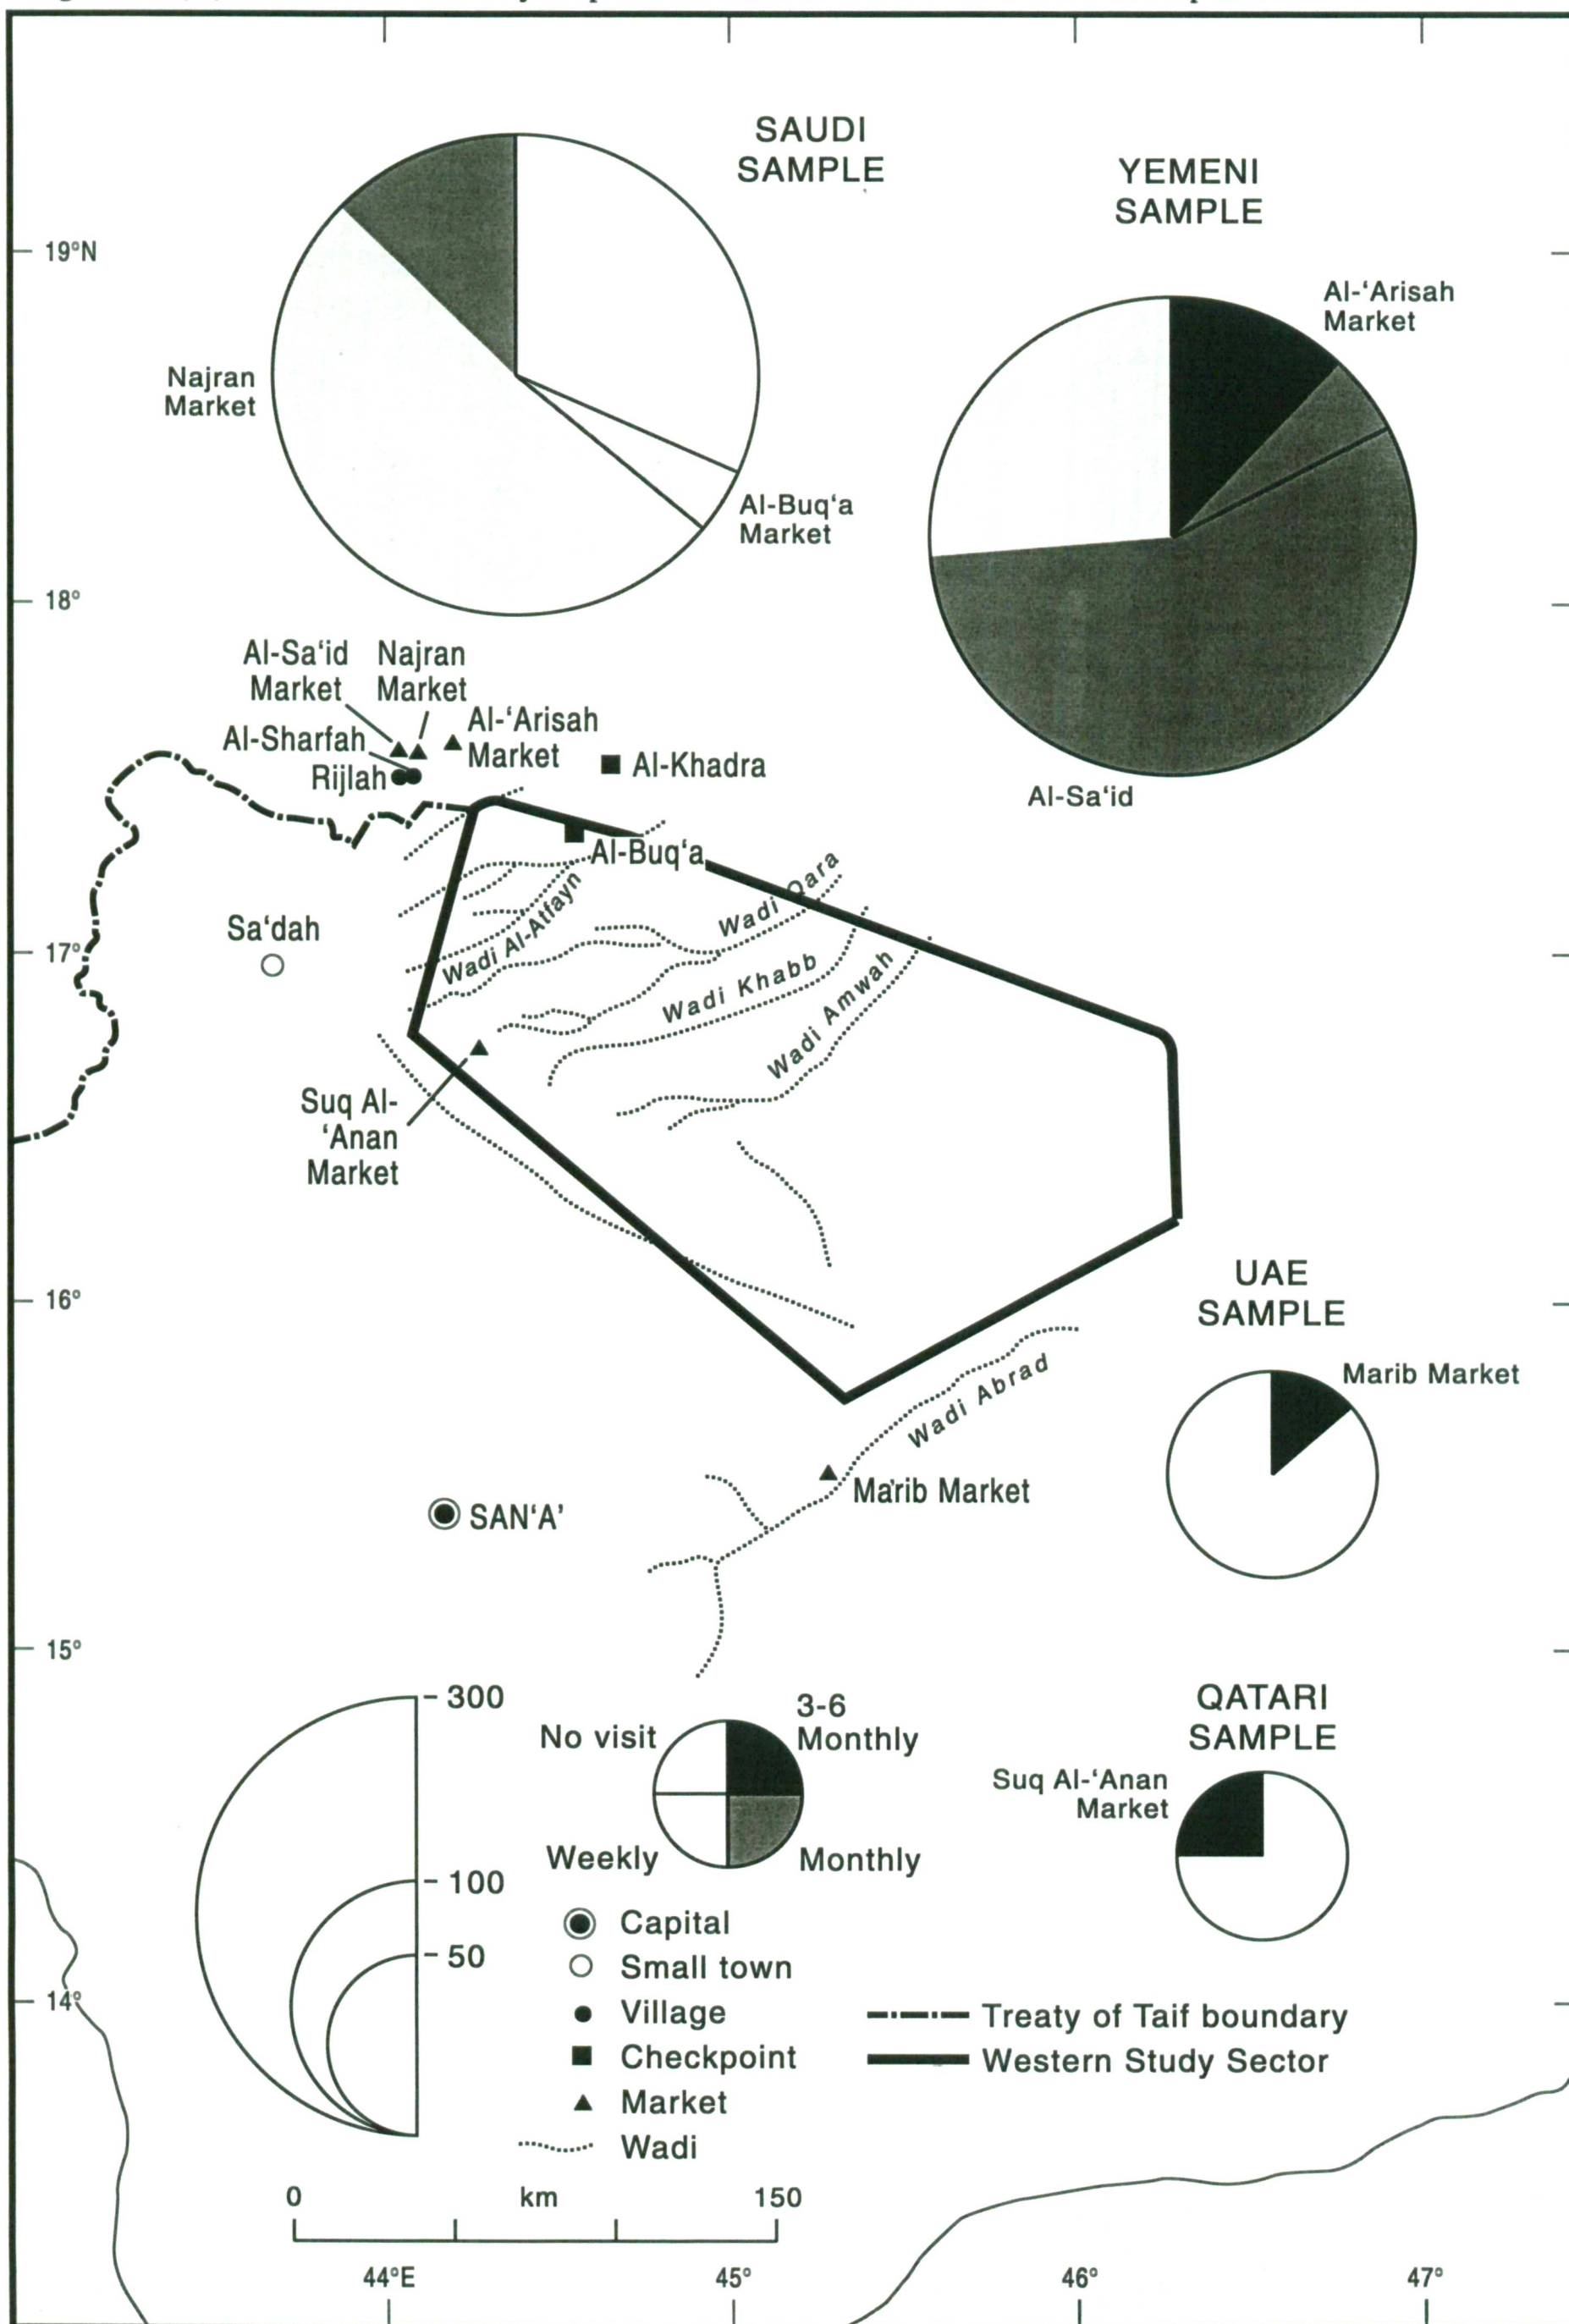 SAUDI
SAMPLE
YEMENI
SAMPLE
19°N
Al-‘Arisah
Market
Najran
Market
Al-Buq‘a
Market
18°
Al-Sa‘id
Market
Najran
Market
Al-‘Arisah
Market
Al-Sharfah
Rijlah
Al-Khadra
Al-Sa‘id
Al-Buq‘a
Wadi Qara
Wadi Al-Atfayn
Sa‘dah
17°
Wadi Khabb
Wadi Amwah
Suq Al-
‘Anan
Market
16°
UAE
SAMPLE
Wadi Abrad
Marib Market
Ma'rib Market
SAN‘A’
15°
300
No visit
3-6
Monthly
QATARI
SAMPLE
Suq Al-‘Anan
Market
Weekly
Monthly
100
50
Capital
Small town
14°
Village
Treaty of Taif boundary
Checkpoint
Western Study Sector
Market
Wadi
0 km 150
44°E 45° 46° 47°